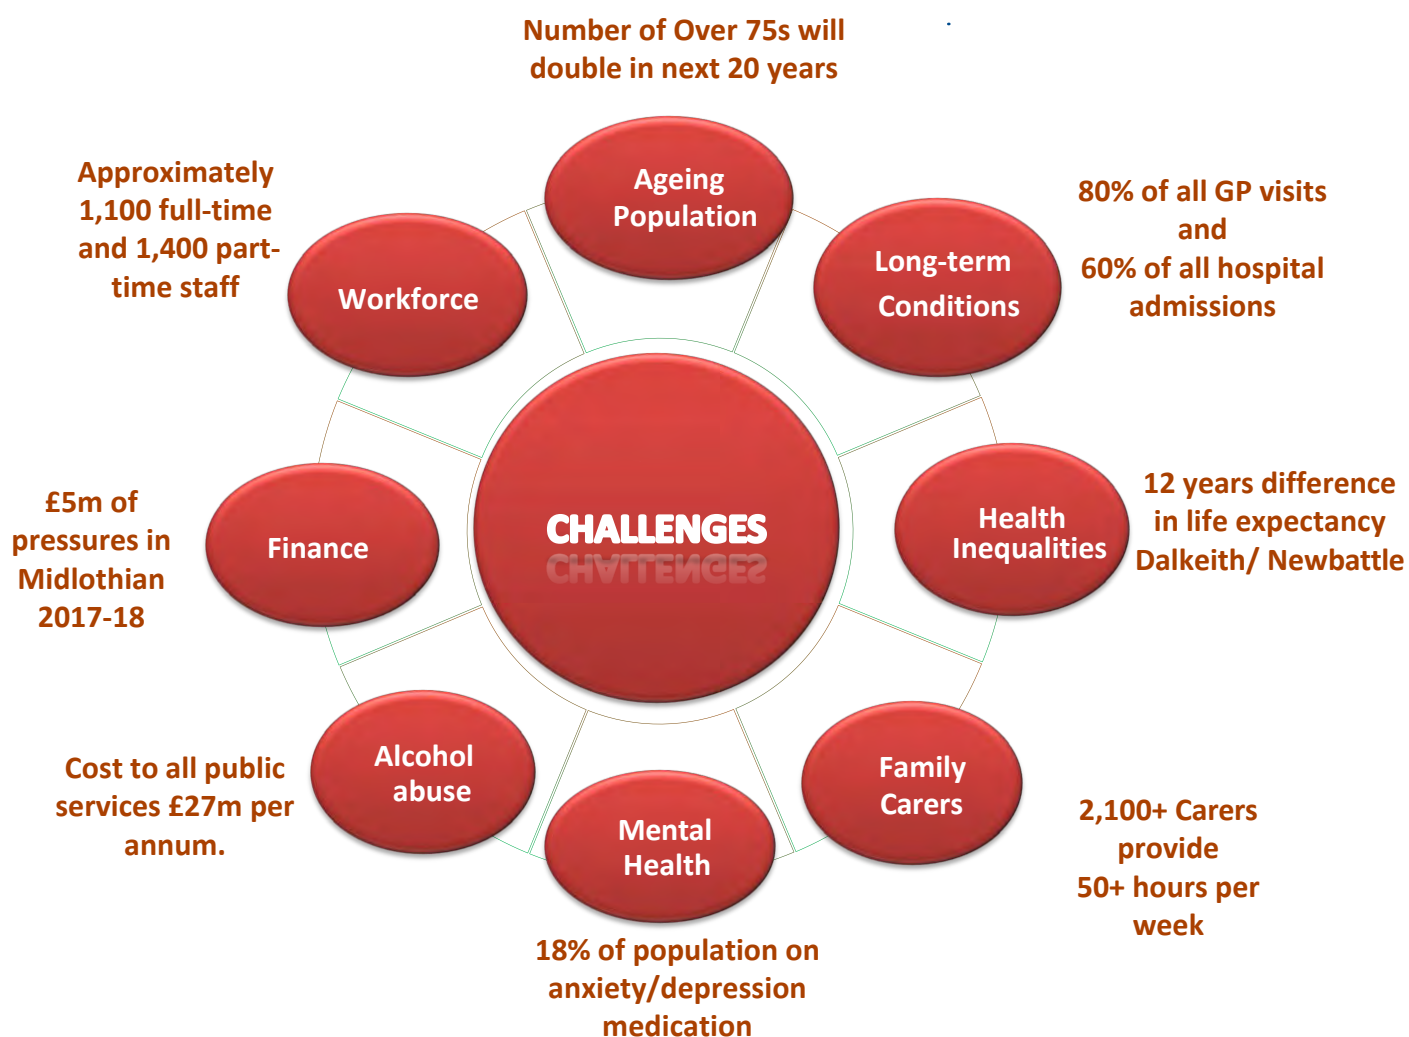 Number of Over 75s will
double in next 20 years
Ageing
Population
80% of all GP visits
and
60% of all hospital
admissions
Long-term
Conditions
12 years difference
in life expectancy
Dalkeith/ Newbattle
Health
Inequalities
Family
Carers
2,100+ Carers
provide
50+ hours per
week
Mental
Health
18% of population on
anxiety/depression
medication
Alcohol
abuse
Cost to all public
services £27m per
annum.
Finance
£5m of
pressures in
Midlothian
2017-18
Workforce
Approximately
1,100 full-time
and 1,400 part-
time staff
CHALLENGES